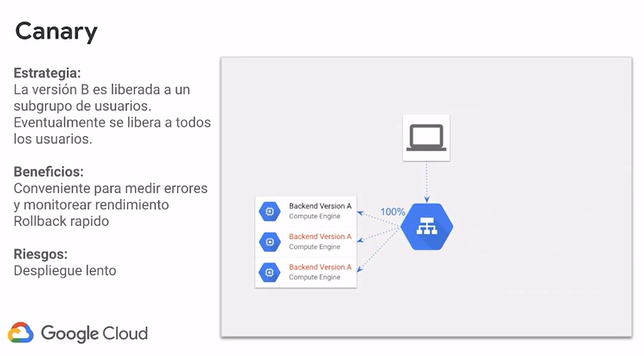 Canary
Estrategia:
La versión B es liberada a un
subgrupo de usuarios.
Eventualmente se libera a todos
los usuarios.
Beneficios:
Conveniente para medir errores
y monitorear rendimiento
Rollback rapido
Riesgos:
Despliegue lento
Google Cloud
100%
Backend Version A
Compute Engine
Backend Version A
Compute Engine
Backend Version A
Compute Engine